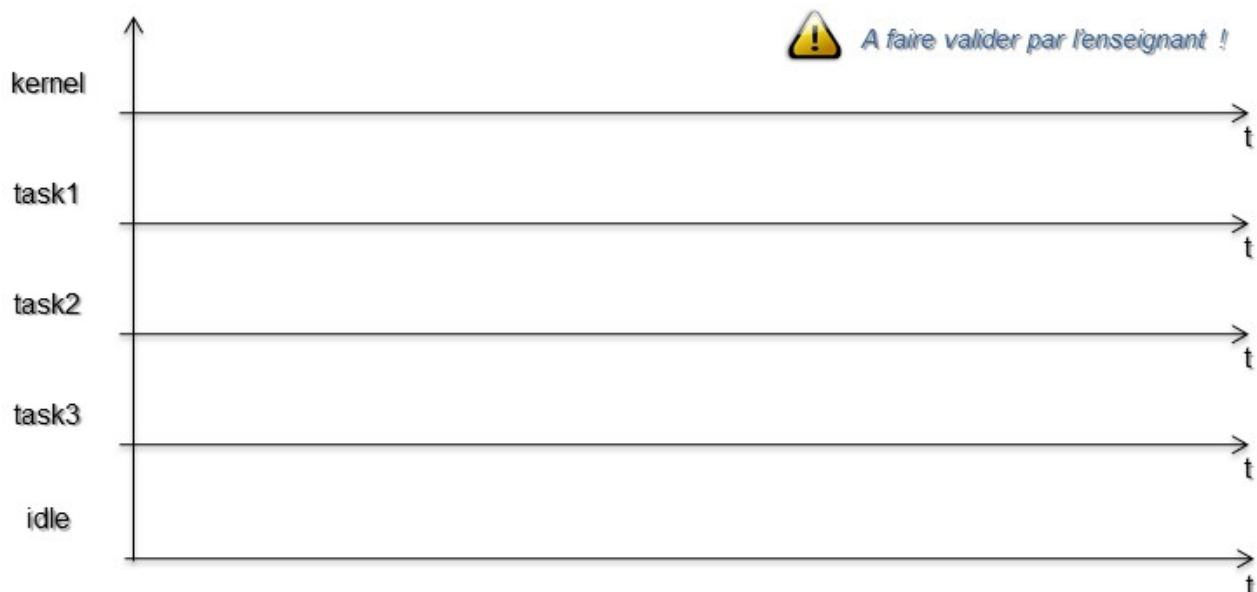 A faire valider par l'enseignant !
kernel
t
task1
t
task2
t
task3
t
idle
t